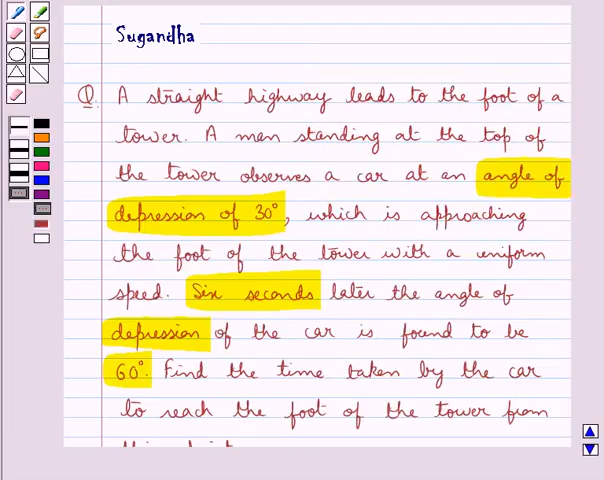 Sugandha
Q. A straight highway leads to the foot of a
tower. A man standing at the top of
the tower observes a car at an angle of
depression of 30°, which is approaching
the foot of the tower with a uniform
speed. Six seconds later the angle of
depression of the car is found to be
60°. Find the time taken by the car
to reach the foot of the tower from